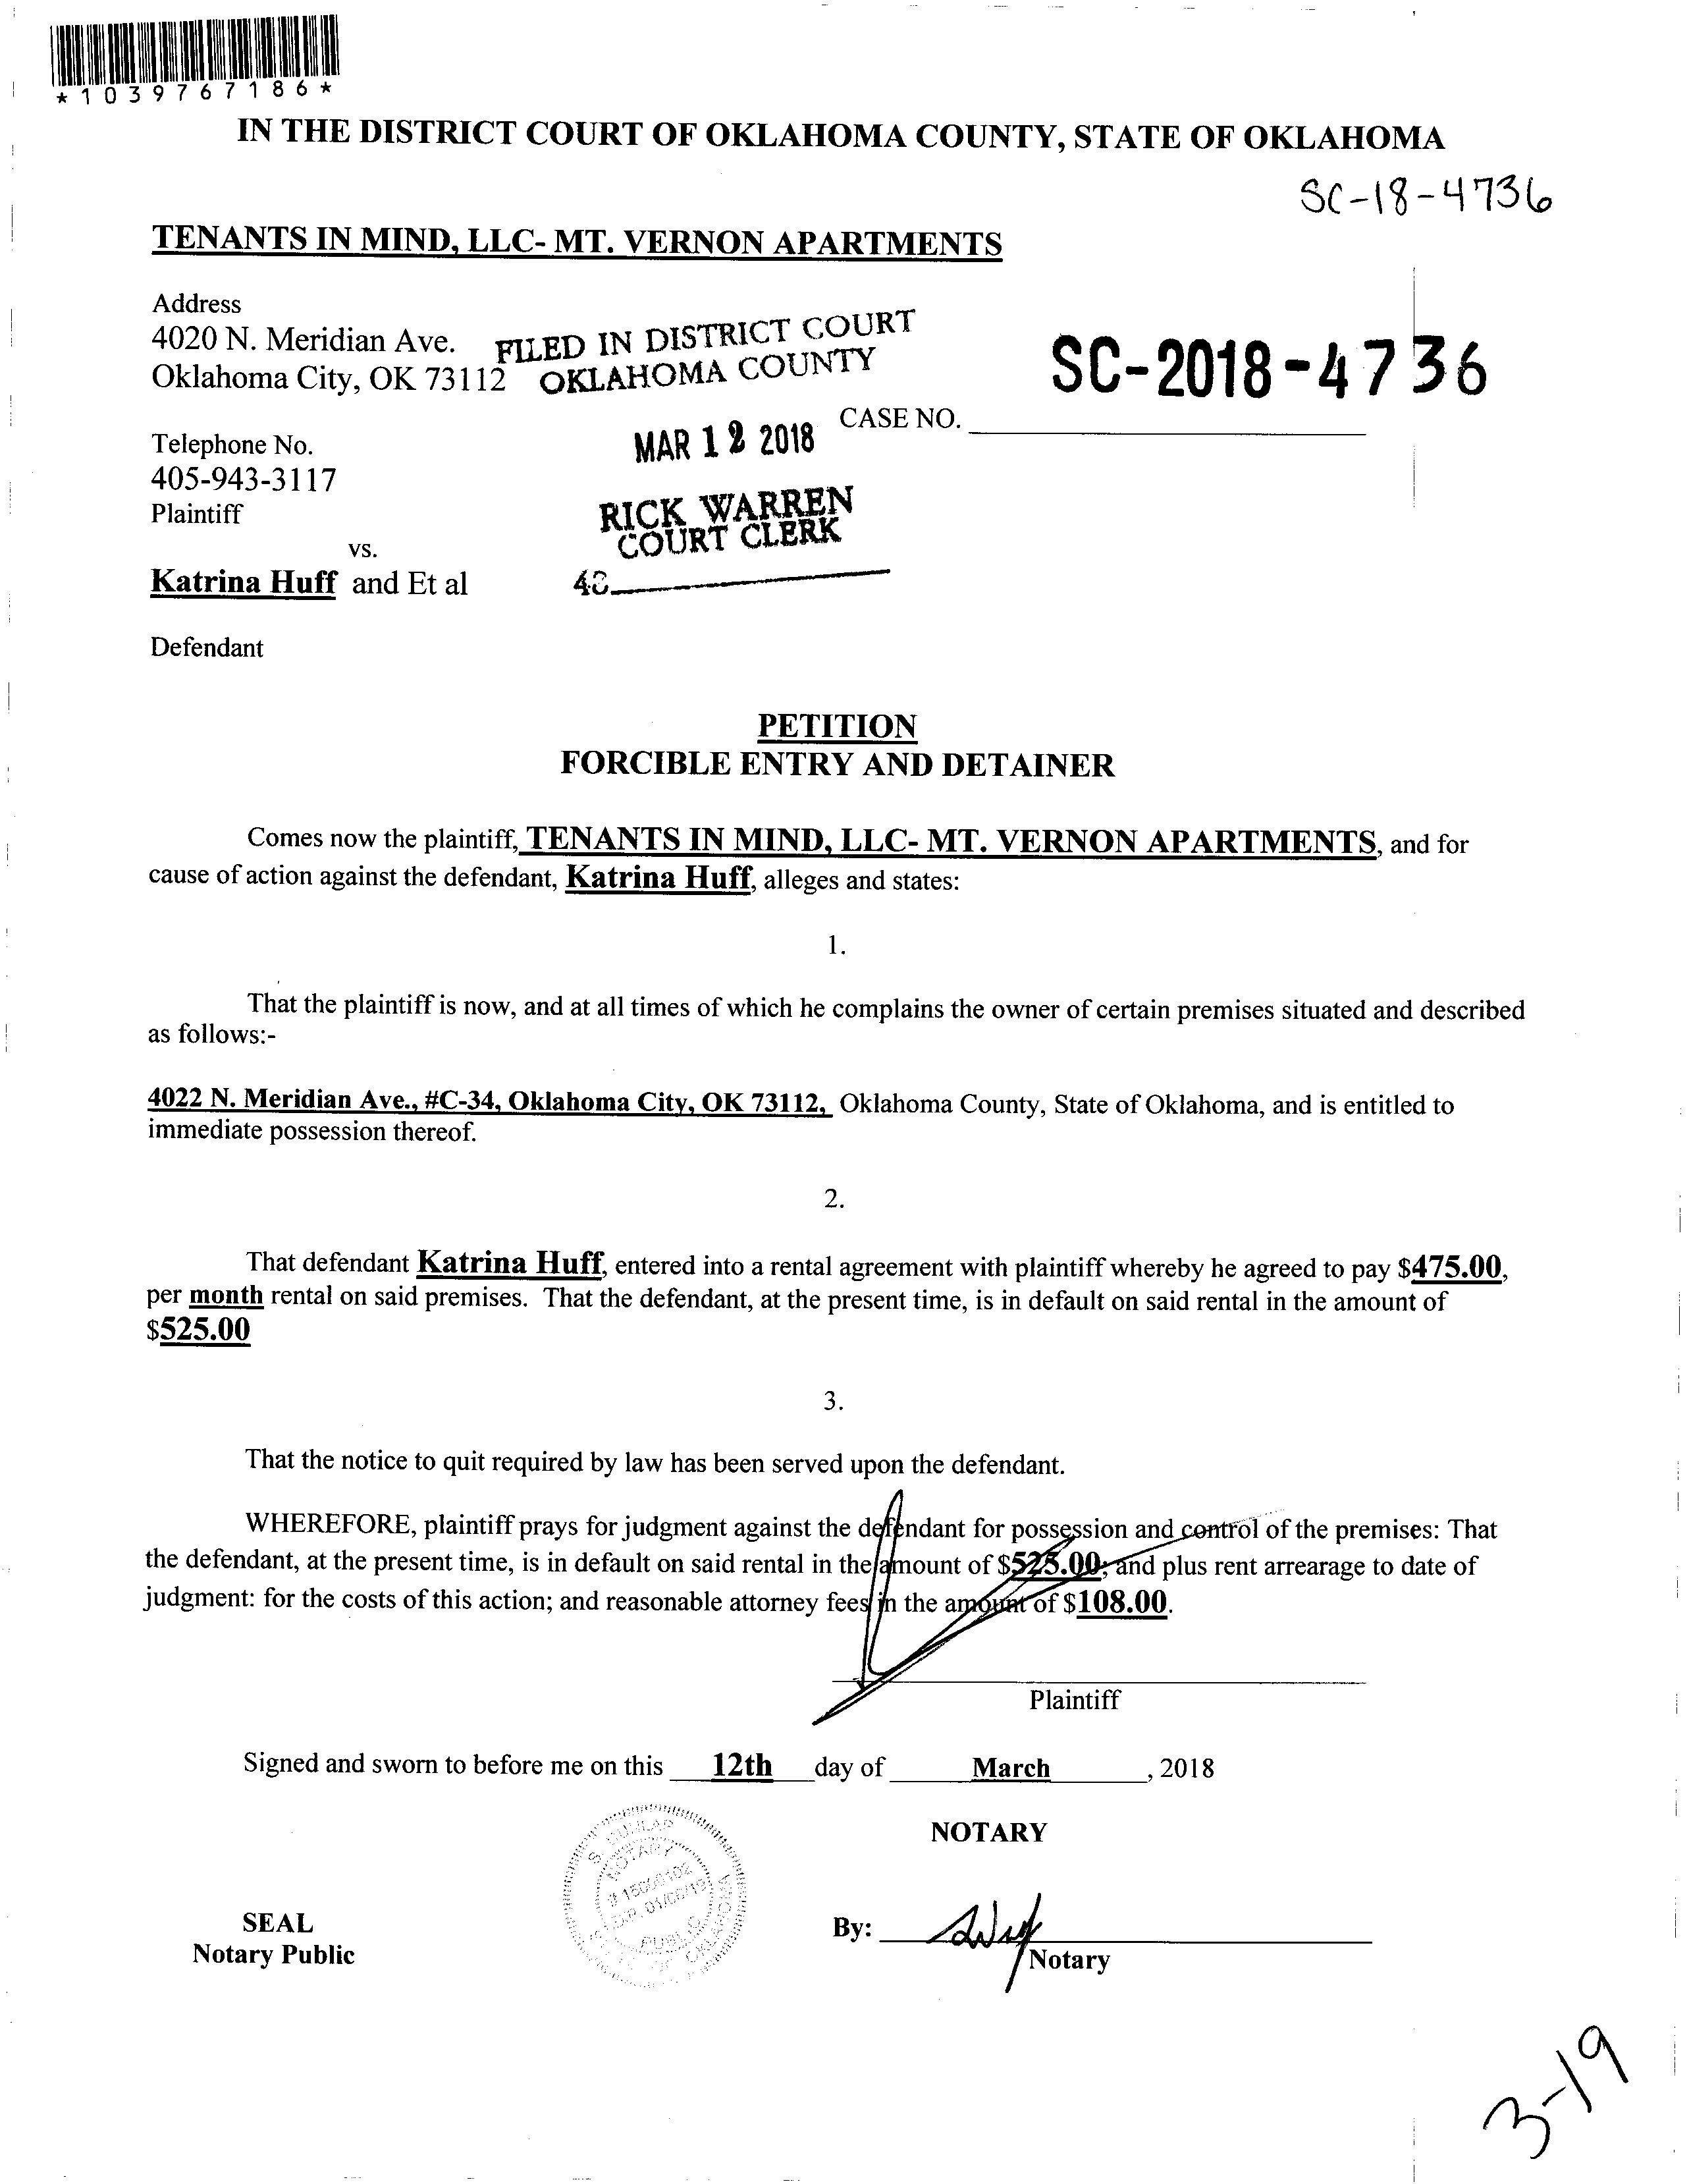 *1039767186*
IN THE DISTRICT COURT OF OKLAHOMA COUNTY, STATE OF OKLAHOMA
SC-18-4736
TENANTS IN MIND, LLC- MT. VERNON APARTMENTS
Address
4020 N. Meridian Ave.
Oklahoma City, OK 73112
FILED IN DISTRICT COURT
OKLAHOMA COUNTY
SC-2018-4736
MAR 12 2018
CASE NO.
Telephone No.
405-943-3117
Plaintiff
RICK WARREN
COURT CLERK
vs.
Katrina Huff and Et al
43
Defendant
PETITION
FORCIBLE ENTRY AND DETAINER
Comes now the plaintiff, TENANTS IN MIND, LLC- MT. VERNON APARTMENTS, and for
cause of action against the defendant, Katrina Huff, alleges and states:
1.
That the plaintiff is now, and at all times of which he complains the owner of certain premises situated and described
as follows:-
4022 N. Meridian Ave., #C-34, Oklahoma City, OK 73112, Oklahoma County, State of Oklahoma, and is entitled to
immediate possession thereof.
2.
That defendant Katrina Huff, entered into a rental agreement with plaintiff whereby he agreed to pay $475.00,
per month rental on said premises. That the defendant, at the present time, is in default on said rental in the amount of
$525.00
3.
That the notice to quit required by law has been served upon the defendant.
WHEREFORE, plaintiff prays for judgment against the defendant for possession and control of the premises: That
the defendant, at the present time, is in default on said rental in the amount of $525.00; and plus rent arrearage to date of
judgment: for the costs of this action; and reasonable attorney fees in the amount of $108.00.
Plaintiff
Signed and sworn to before me on this 12th day of March, 2018
NOTARY
S. DUNLAP
NOTARY
PUBLIC
OKLAHOMA
SEAL
Notary Public
By:
Notary
3-19